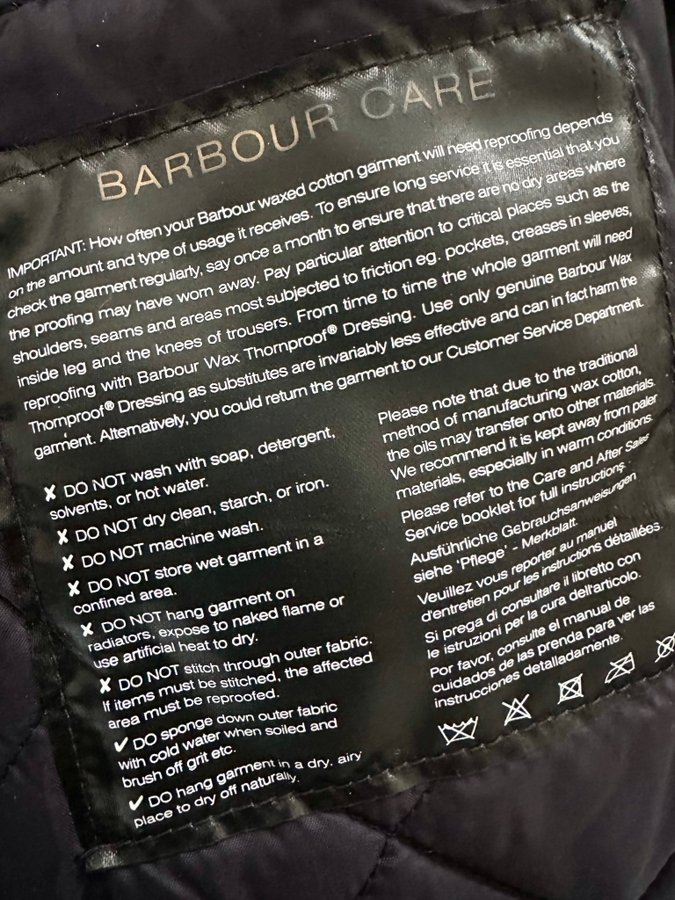 BARBOUR CARE
IMPORTANT: How often your Barbour waxed cotton garment will need reproofing depends
on the amount and type of usage it receives. To ensure long service it is essential that you
check the garment regularly, say once a month to ensure that there are no dry areas where
the proofing may have worn away. Pay particular attention to critical places such as the
shoulders, seams and areas most subjected to friction eg. pockets, creases in sleeves,
inside leg and the knees of trousers. From time to time the whole garment will need
reproofing with Barbour Wax Thornproof® Dressing. Use only genuine Barbour Wax
Thornproof® Dressing as substitutes are invariably less effective and can in fact harm the
garment. Alternatively, you could return the garment to our Customer Service Department.
✘ DO NOT wash with soap, detergent,
solvents, or hot water.
✘ DO NOT dry clean, starch, or iron.
✘ DO NOT machine wash.
✘ DO NOT store wet garment in a
confined area.
✘ DO NOT hang garment on
radiators, expose to naked flame or
use artificial heat to dry.
✘ DO NOT stitch through outer fabric.
If items must be stitched, the affected
area must be reproofed.
✔ DO sponge down outer fabric
with cold water when soiled and
brush off grit etc.
✔ DO hang garment in a dry, airy
place to dry off naturally.
Please note that due to the traditional
method of manufacturing wax cotton,
the oils may transfer onto other materials.
We recommend it is kept away from paler
materials, especially in warm conditions.
Please refer to the Care and After Sales
Service booklet for full instructions.
Ausführliche Gebrauchsanweisungen
siehe 'Pflege' - Merkblatt.
Veuillez vous reporter au manuel
d'entretien pour les instructions détaillées.
Si prega di consultare il libretto con
le istruzioni per la cura dell'articolo.
Por favor, consulte el manual de
cuidados de las prenda para ver las
instrucciones detalladamente.